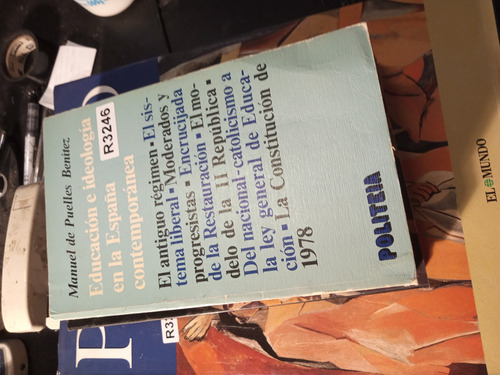 Manuel de Puelles Benítez
Educación e ideología
en la España
contemporánea
R3246
El antiguo régimen • El sis-
tema liberal • Moderados y
progresistas • Encrucijada
de la Restauración • El mo-
delo de la II República •
Del nacional-catolicismo a
la ley general de Educa-
ción • La Constitución de
1978
POLITEIA
EL MUNDO
P